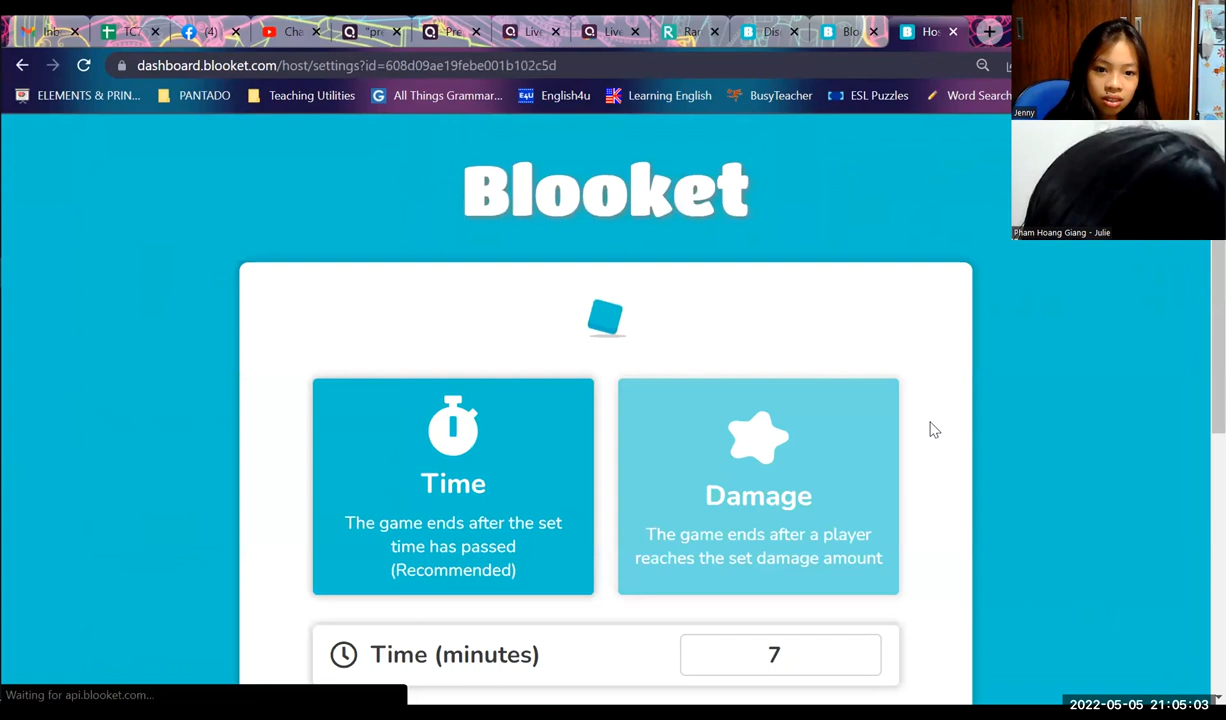 Inb
TC
(4)
Cha
"pre
Pre
Live
Live
Rar
Dis
Blo
Hos
dashboard.blooket.com/host/settings?id=608d09ae19febe001b102c5d
ELEMENTS & PRIN...
PANTADO
Teaching Utilities
All Things Grammar...
English4u
Learning English
BusyTeacher
ESL Puzzles
Word Search
Jenny
Pham Hoang Giang - Julie
Blooket
Time
The game ends after the set
time has passed
(Recommended)
Damage
The game ends after a player
reaches the set damage amount
Time (minutes)
7
Waiting for api.blooket.com...
2022-05-05 21:05:03